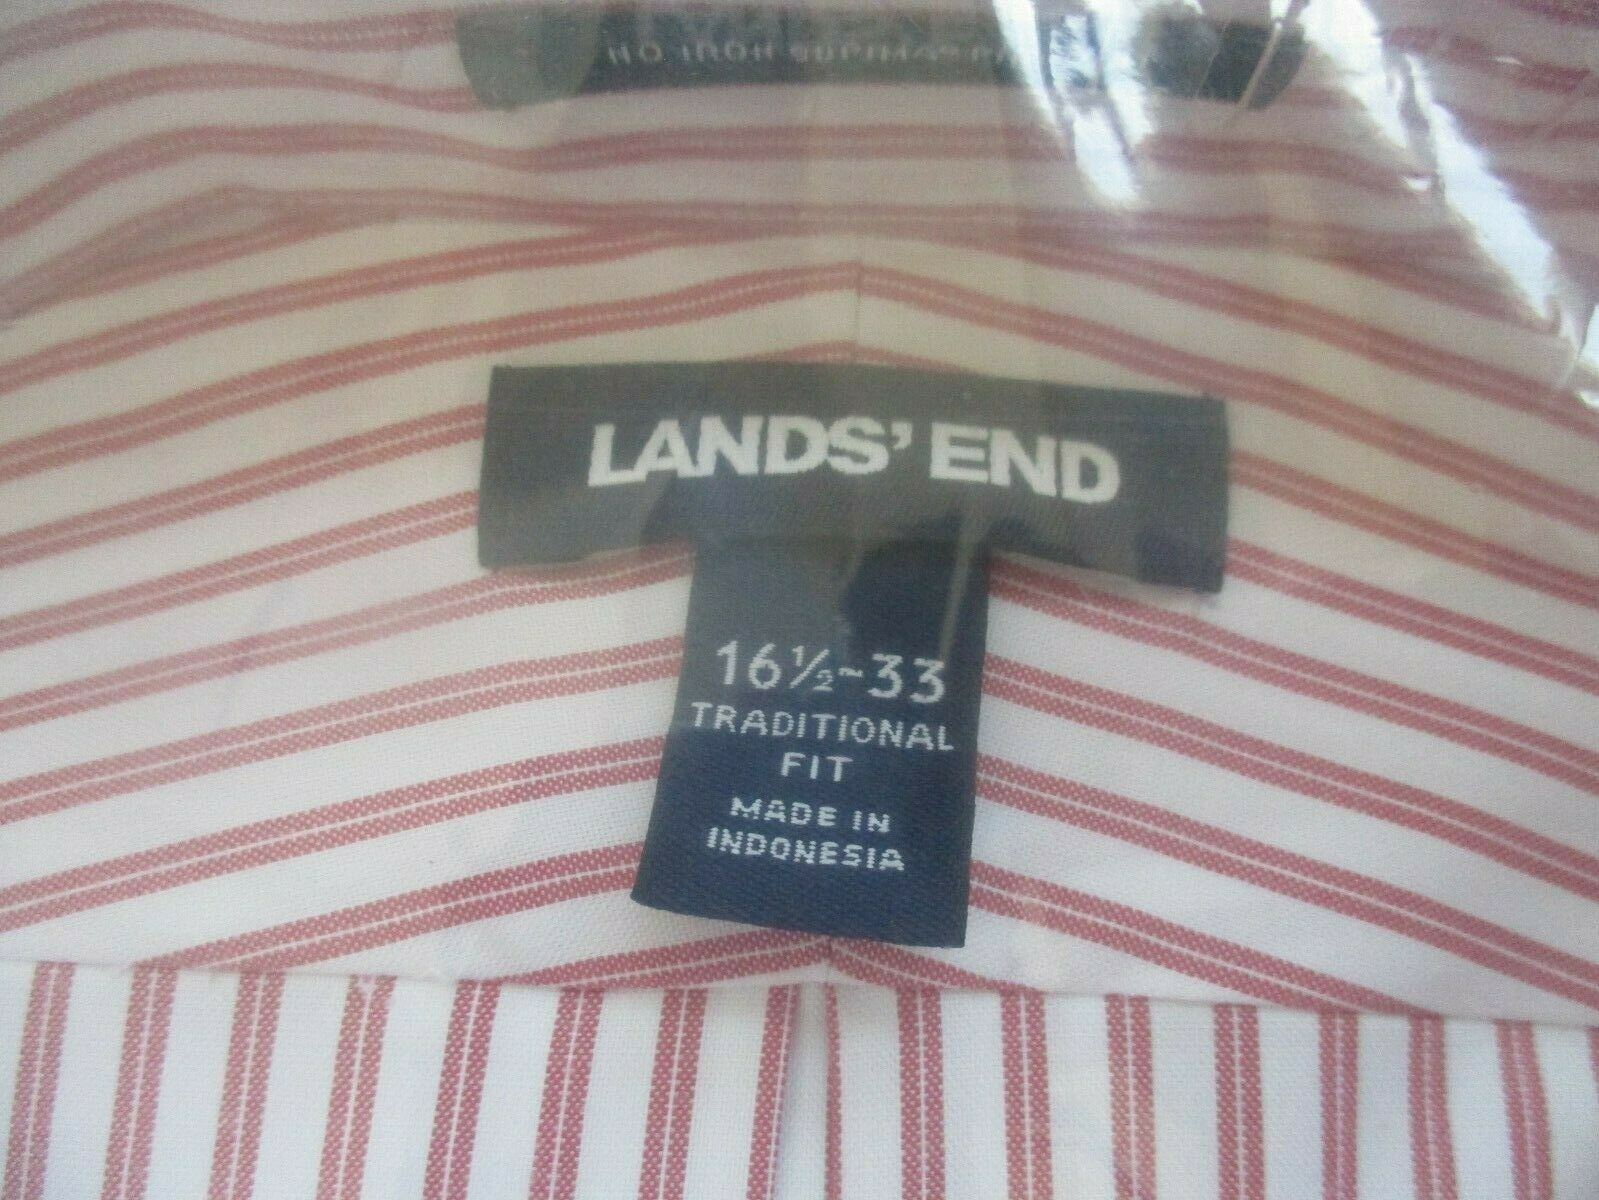 LANDS' END
16½-33
TRADITIONAL
FIT
MADE IN
INDONESIA